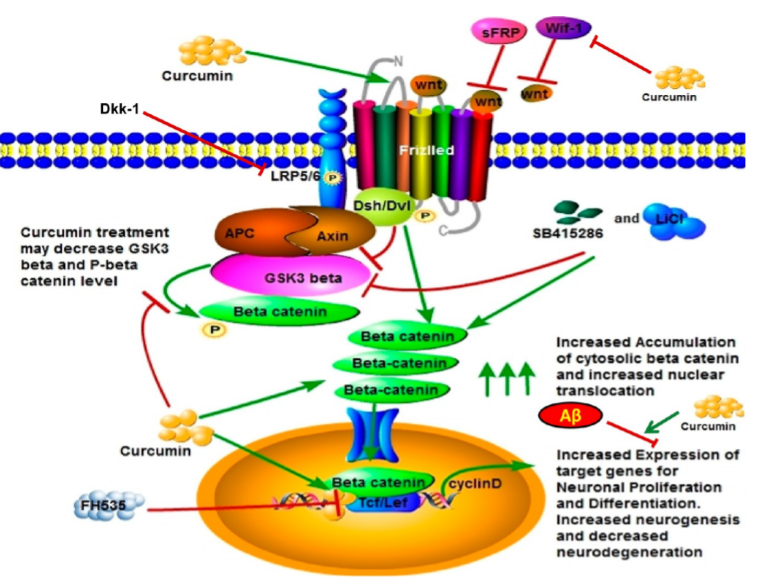 sFRP
Wif-1
N
Curcumin
wnt
wnt
wnt
Curcumin
Dkk-1
Frizlled
LRP5/6
P
Dsh/Dvl
P
C
SB415286
and
LiCl
APC
Axin
Curcumin treatment
may decrease GSK3
beta and P-beta
catenin level
GSK3 beta
Beta catenin
P
Beta catenin
Beta-catenin
Beta-catenin
Increased Accumulation
of cytosolic beta catenin
and increased nuclear
translocation
Aβ
Curcumin
Curcumin
Increased Expression of
target genes for
Neuronal Proliferation
and Differentiation.
Increased neurogenesis
and decreased
neurodegeneration
Beta catenin
cyclinD
Tcf/Lef
FH535